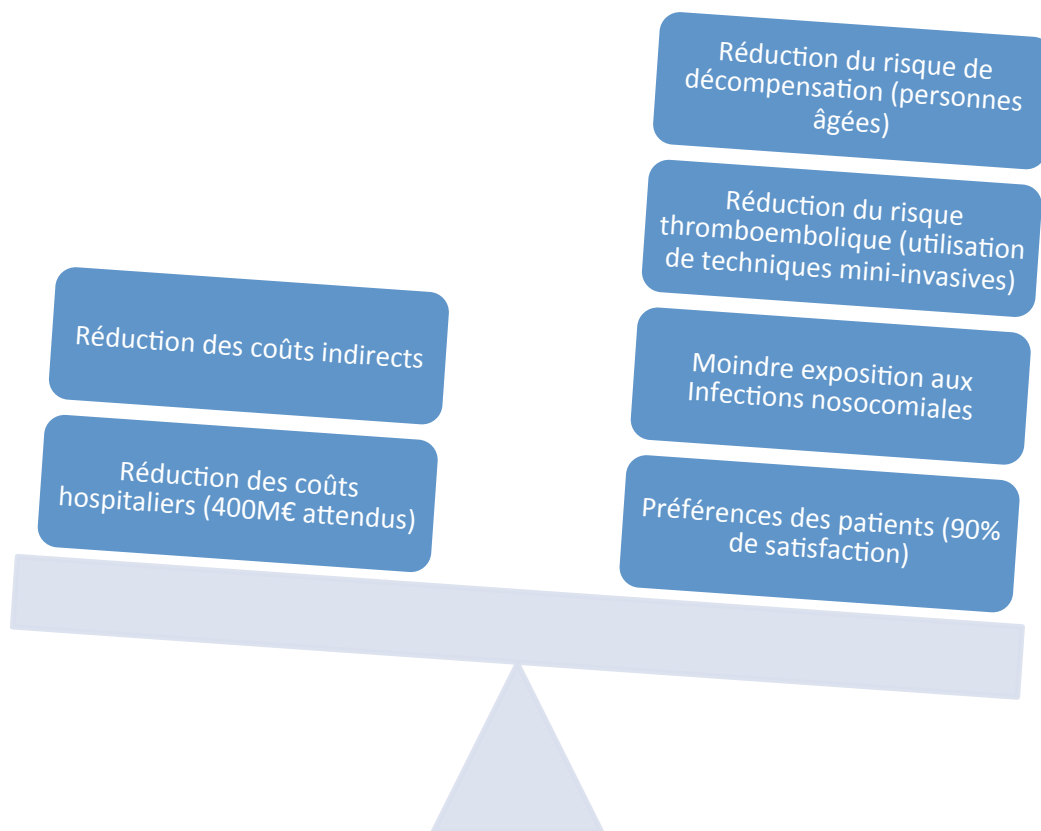 Réduction des coûts indirects
Réduction des coûts
hospitaliers (400M€ attendus)
Réduction du risque de
décompensation (personnes
âgées)
Réduction du risque
thromboembolique (utilisation
de techniques mini-invasives)
Moindre exposition aux
Infections nosocomiales
Préférences des patients (90%
de satisfaction)